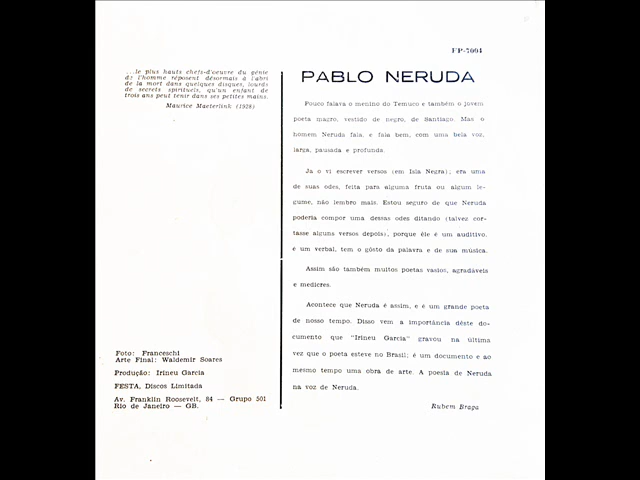 FP-5004
...le plus hauts chefs-d'oeuvre du génie
de l'homme reposent désormais à l'abri
de la mort dans quelques disques, lourds
de secrets spirituels, qu'un enfant de
trois ans peut tenir dans ses petites mains.
Maurice Maeterlink (1928)
PABLO NERUDA
Pouco falava o menino do Temuco e também o jovem
poeta magro, vestido de negro, de Santiago. Mas o
homem Neruda fala, e fala bem, com uma bela voz,
larga, pausada e profunda.
Ja o vi escrever versos (em Isla Negra); era uma
de suas odes, feita para alguma fruta ou algum le-
gume, não lembro mais. Estou seguro de que Neruda
poderia compor uma dessas odes ditando (talvez cor-
tasse alguns versos depois), porque êle é um auditivo,
é um verbal, tem o gôsto da palavra e de sua música.
Assim são também muitos poetas vasios, agradáveis
e medíocres.
Acontece que Neruda é assim, e é um grande poeta
de nosso tempo. Disso vem a importância dêste do-
cumento que "Irineu Garcia" gravou na última
vez que o poeta esteve no Brasil; é um documento e ao
mesmo tempo uma obra de arte. A poesia de Neruda
na voz de Neruda.
Rubem Braga
Foto: Franceschi
Arte Final: Waldemir Soares
Produção: Irineu Garcia
FESTA, Discos Limitada
Av. Franklin Roosevelt, 84 — Grupo 501
Rio de Janeiro — GB.